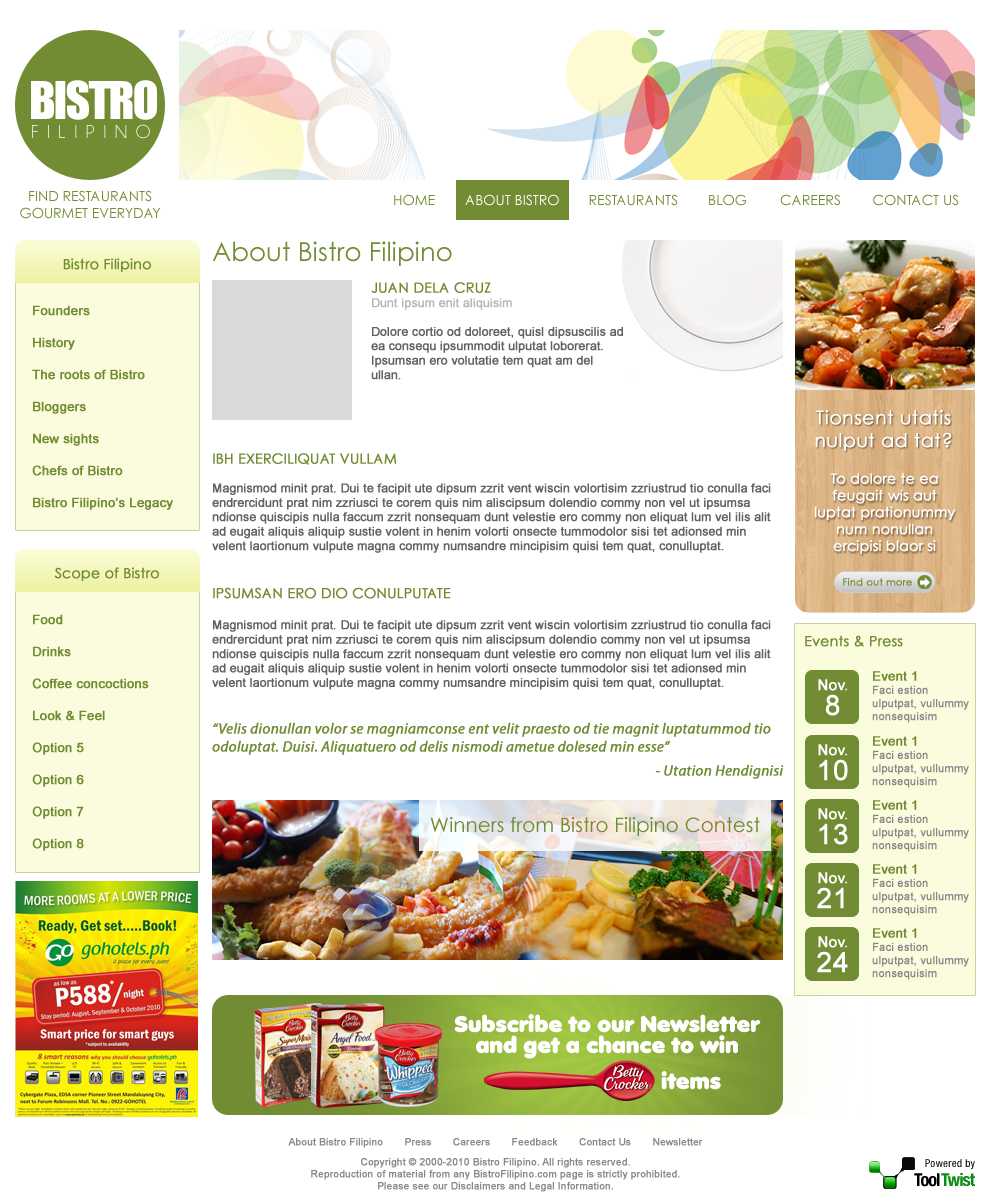 BISTRO
FILIPINO
FIND RESTAURANTS
GOURMET EVERYDAY
HOME
ABOUT BISTRO
RESTAURANTS
BLOG
CAREERS
CONTACT US
Bistro Filipino
Founders
History
The roots of Bistro
Bloggers
New sights
Chefs of Bistro
Bistro Filipino's Legacy
Scope of Bistro
Food
Drinks
Coffee concoctions
Look & Feel
Option 5
Option 6
Option 7
Option 8
MORE ROOMS AT A LOWER PRICE
Ready, Get set.....Book!
Go gohotels.ph
a place for every juan!
as low as
P588*/night
Stay period: August, September & October 2010
Smart price for smart guys
*subject to availability
8 smart reasons why you should choose gohotels.ph
Cybergate Plaza, EDSA corner Pioneer Street Mandaluyong City,
next to Forum Robinsons Mall. Tel. No.: 0922-GOHOTEL
About Bistro Filipino
JUAN DELA CRUZ
Dunt ipsum enit aliquisim
Dolore cortio od doloreet, quisl dipsuscilis ad
ea consequ ipsummodit ulputat loborerat.
Ipsumsan ero volutatie tem quat am del
ullan.
IBH EXERCILIQUAT VULLAM
Magnismod minit prat. Dui te facipit ute dipsum zzrit vent wiscin volortisim zzriustrud tio conulla faci
endrercidunt prat nim zzriusci te corem quis nim aliscipsum dolendio commy non vel ut ipsumsa
ndionse quiscipis nulla faccum zzrit nonsequam dunt velestie ero commy non eliquat lum vel ilis alit
ad eugait aliquis aliquip sustie volent in henim volorti onsecte tummodolor sisi tet adionsed min
velent laortionum vulpute magna commy numsandre mincipisim quisi tem quat, conulluptat.
IPSUMSAN ERO DIO CONULPUTATE
Magnismod minit prat. Dui te facipit ute dipsum zzrit vent wiscin volortisim zzriustrud tio conulla faci
endrercidunt prat nim zzriusci te corem quis nim aliscipsum dolendio commy non vel ut ipsumsa
ndionse quiscipis nulla faccum zzrit nonsequam dunt velestie ero commy non eliquat lum vel ilis alit
ad eugait aliquis aliquip sustie volent in henim volorti onsecte tummodolor sisi tet adionsed min
velent laortionum vulpute magna commy numsandre mincipisim quisi tem quat, conulluptat.
“Velis dionullan volor se magniamconse ent velit praesto od tie magnit luptatummod tio
odoluptat. Duisi. Aliquatuero od delis nismodi ametue dolesed min esse”
- Utation Hendignisi
Winners from Bistro Filipino Contest
Betty Crocker
SuperMoist
Betty Crocker
Angel Food
Betty Crocker
Whipped
Subscribe to our Newsletter
and get a chance to win
Betty Crocker items
Tionsent utatis
nulput ad tat?
To dolore te ea
feugait wis aut
luptat prationummy
num nonullan
ercipisi blaor si
Find out more
Events & Press
Nov.
8
Event 1
Faci estion
ulputpat, vullummy
nonsequisim
Nov.
10
Event 1
Faci estion
ulputpat, vullummy
nonsequisim
Nov.
13
Event 1
Faci estion
ulputpat, vullummy
nonsequisim
Nov.
21
Event 1
Faci estion
ulputpat, vullummy
nonsequisim
Nov.
24
Event 1
Faci estion
ulputpat, vullummy
nonsequisim
About Bistro Filipino
Press
Careers
Feedback
Contact Us
Newsletter
Copyright © 2000-2010 Bistro Filipino. All rights reserved.
Reproduction of material from any BistroFilipino.com page is strictly prohibited.
Please see our Disclaimers and Legal Information.
Powered by
ToolTwist